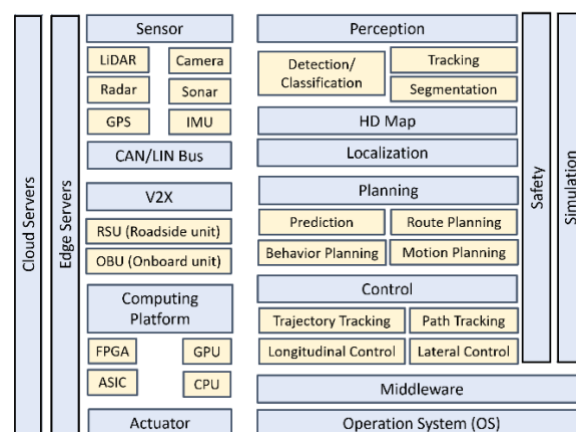 Cloud Servers
Edge Servers
Sensor
LiDAR
Camera
Radar
Sonar
GPS
IMU
CAN/LIN Bus
V2X
RSU (Roadside unit)
OBU (Onboard unit)
Computing
Platform
FPGA
GPU
ASIC
CPU
Actuator
Perception
Detection/
Classification
Tracking
Segmentation
HD Map
Localization
Planning
Prediction
Route Planning
Behavior Planning
Motion Planning
Control
Trajectory Tracking
Path Tracking
Longitudinal Control
Lateral Control
Middleware
Operation System (OS)
Safety
Simulation